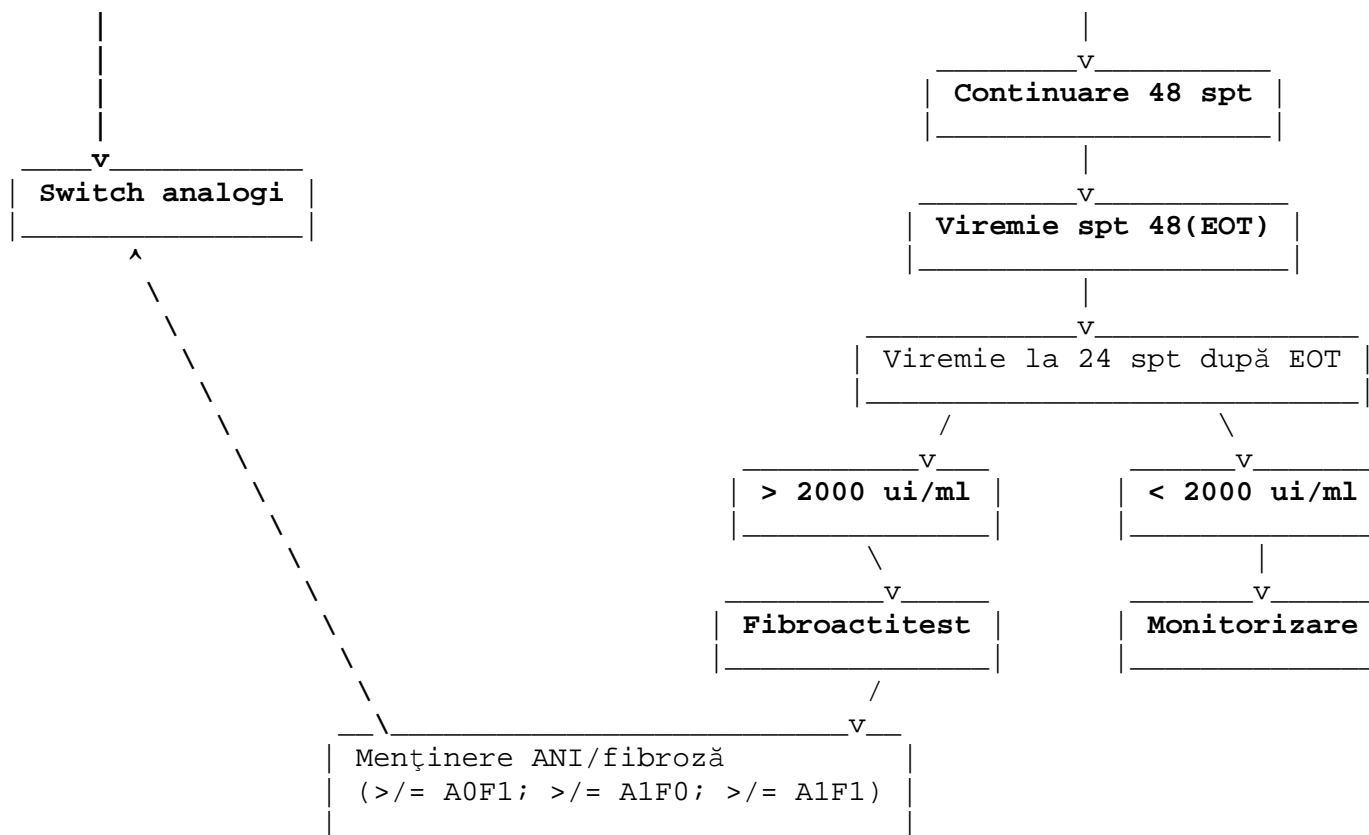 Continuare 48 spt
Switch analogi
Viremie spt 48(EOT)
Viremie la 24 spt după EOT
> 2000 ui/ml
< 2000 ui/ml
Fibroactitest
Monitorizare
Menţinere ANI/fibroză
(>/= A0F1; >/= A1F0; >/= A1F1)